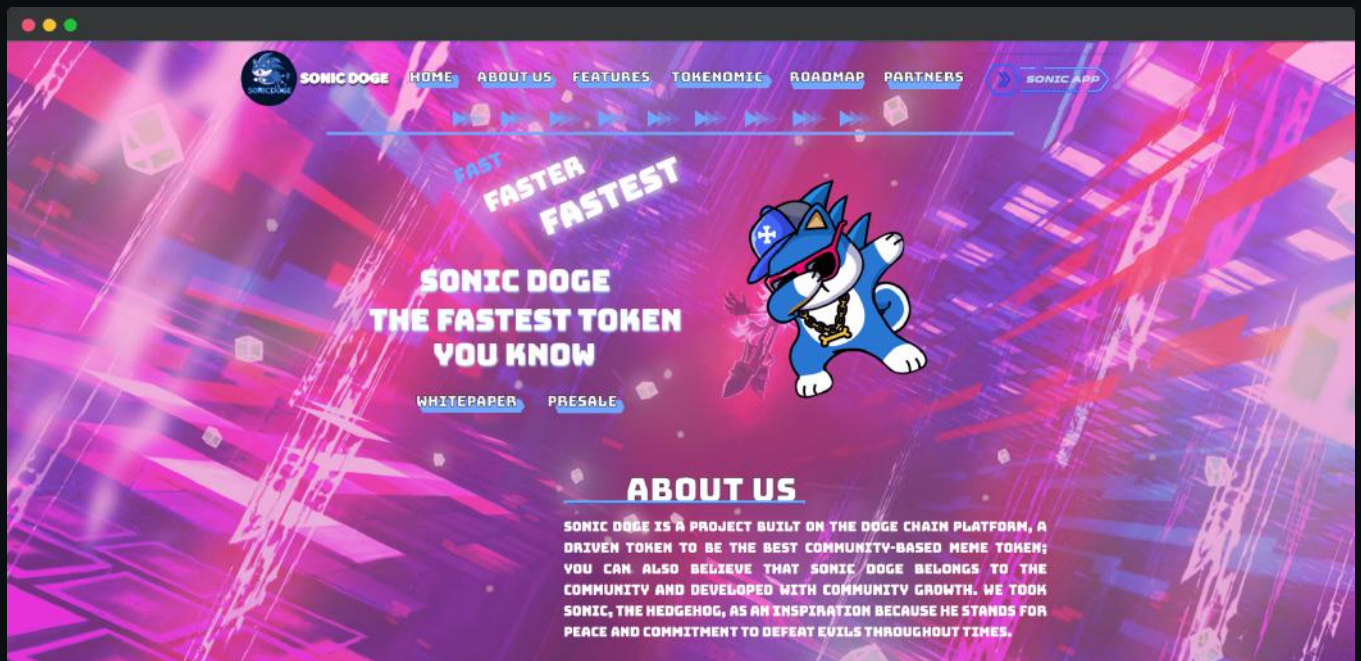 SONICDOGE
SONIC DOGE
HOME
ABOUT US
FEATURES
TOKENOMIC
ROADMAP
PARTNERS
SONIC APP
FAST
FASTER
FASTEST
SONIC DOGE
THE FASTEST TOKEN
YOU KNOW
WHITEPAPER
PRESALE
ABOUT US
SONIC DOGE IS A PROJECT BUILT ON THE DOGE CHAIN PLATFORM, A
DRIVEN TOKEN TO BE THE BEST COMMUNITY-BASED MEME TOKEN;
YOU CAN ALSO BELIEVE THAT SONIC DOGE BELONGS TO THE
COMMUNITY AND DEVELOPED WITH COMMUNITY GROWTH. WE TOOK
SONIC, THE HEDGEHOG, AS AN INSPIRATION BECAUSE HE STANDS FOR
PEACE AND COMMITMENT TO DEFEAT EVILS THROUGHOUT TIMES.